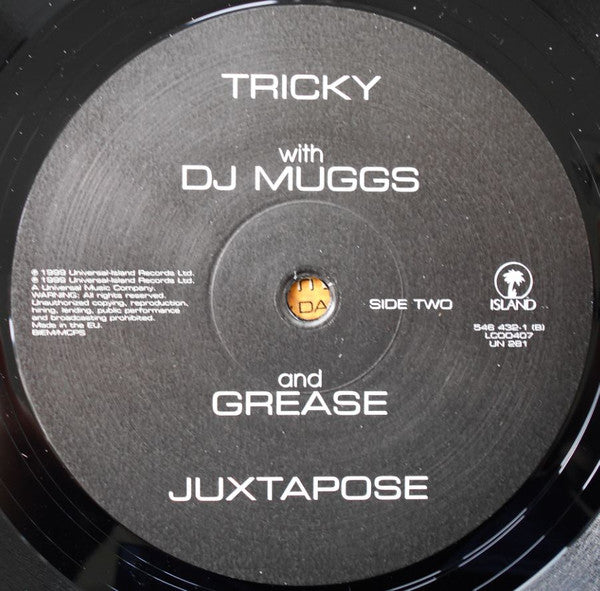 TRICKY
with
DJ MUGGS
℗ 1999 Universal-Island Records Ltd.
© 1999 Universal-Island Records Ltd.
A Universal Music Company.
WARNING: All rights reserved.
Unauthorized copying, reproduction,
hiring, lending, public performance
and broadcasting prohibited.
Made in the EU.
BIEM/MCPS
DA
SIDE TWO
ISLAND
546 432-1 (B)
LC00407
UN 281
and
GREASE
JUXTAPOSE